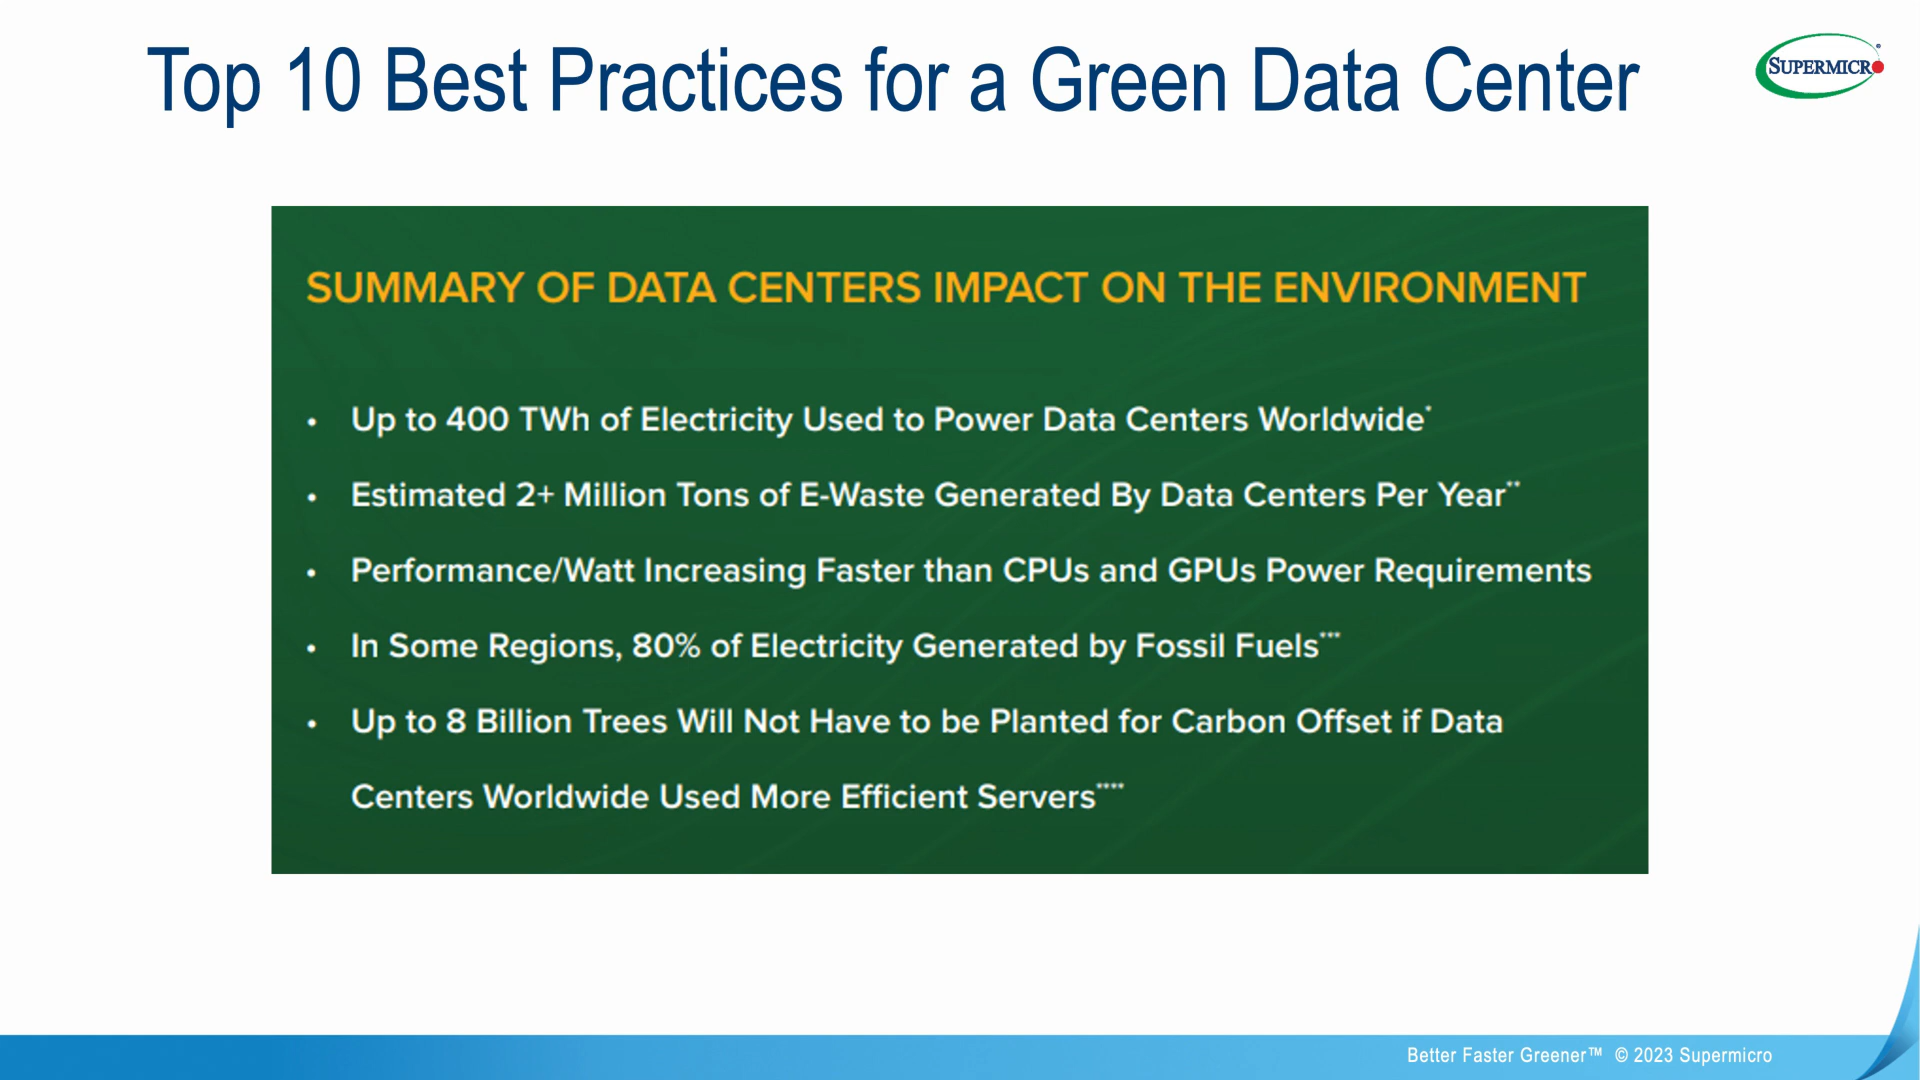 Top 10 Best Practices for a Green Data Center
SUPERMICR
SUMMARY OF DATA CENTERS IMPACT ON THE ENVIRONMENT
• Up to 400 TWh of Electricity Used to Power Data Centers Worldwide*
• Estimated 2+ Million Tons of E-Waste Generated By Data Centers Per Year**
• Performance/Watt Increasing Faster than CPUs and GPUs Power Requirements
• In Some Regions, 80% of Electricity Generated by Fossil Fuels***
• Up to 8 Billion Trees Will Not Have to be Planted for Carbon Offset if Data
Centers Worldwide Used More Efficient Servers****
Better Faster Greener™ © 2023 Supermicro